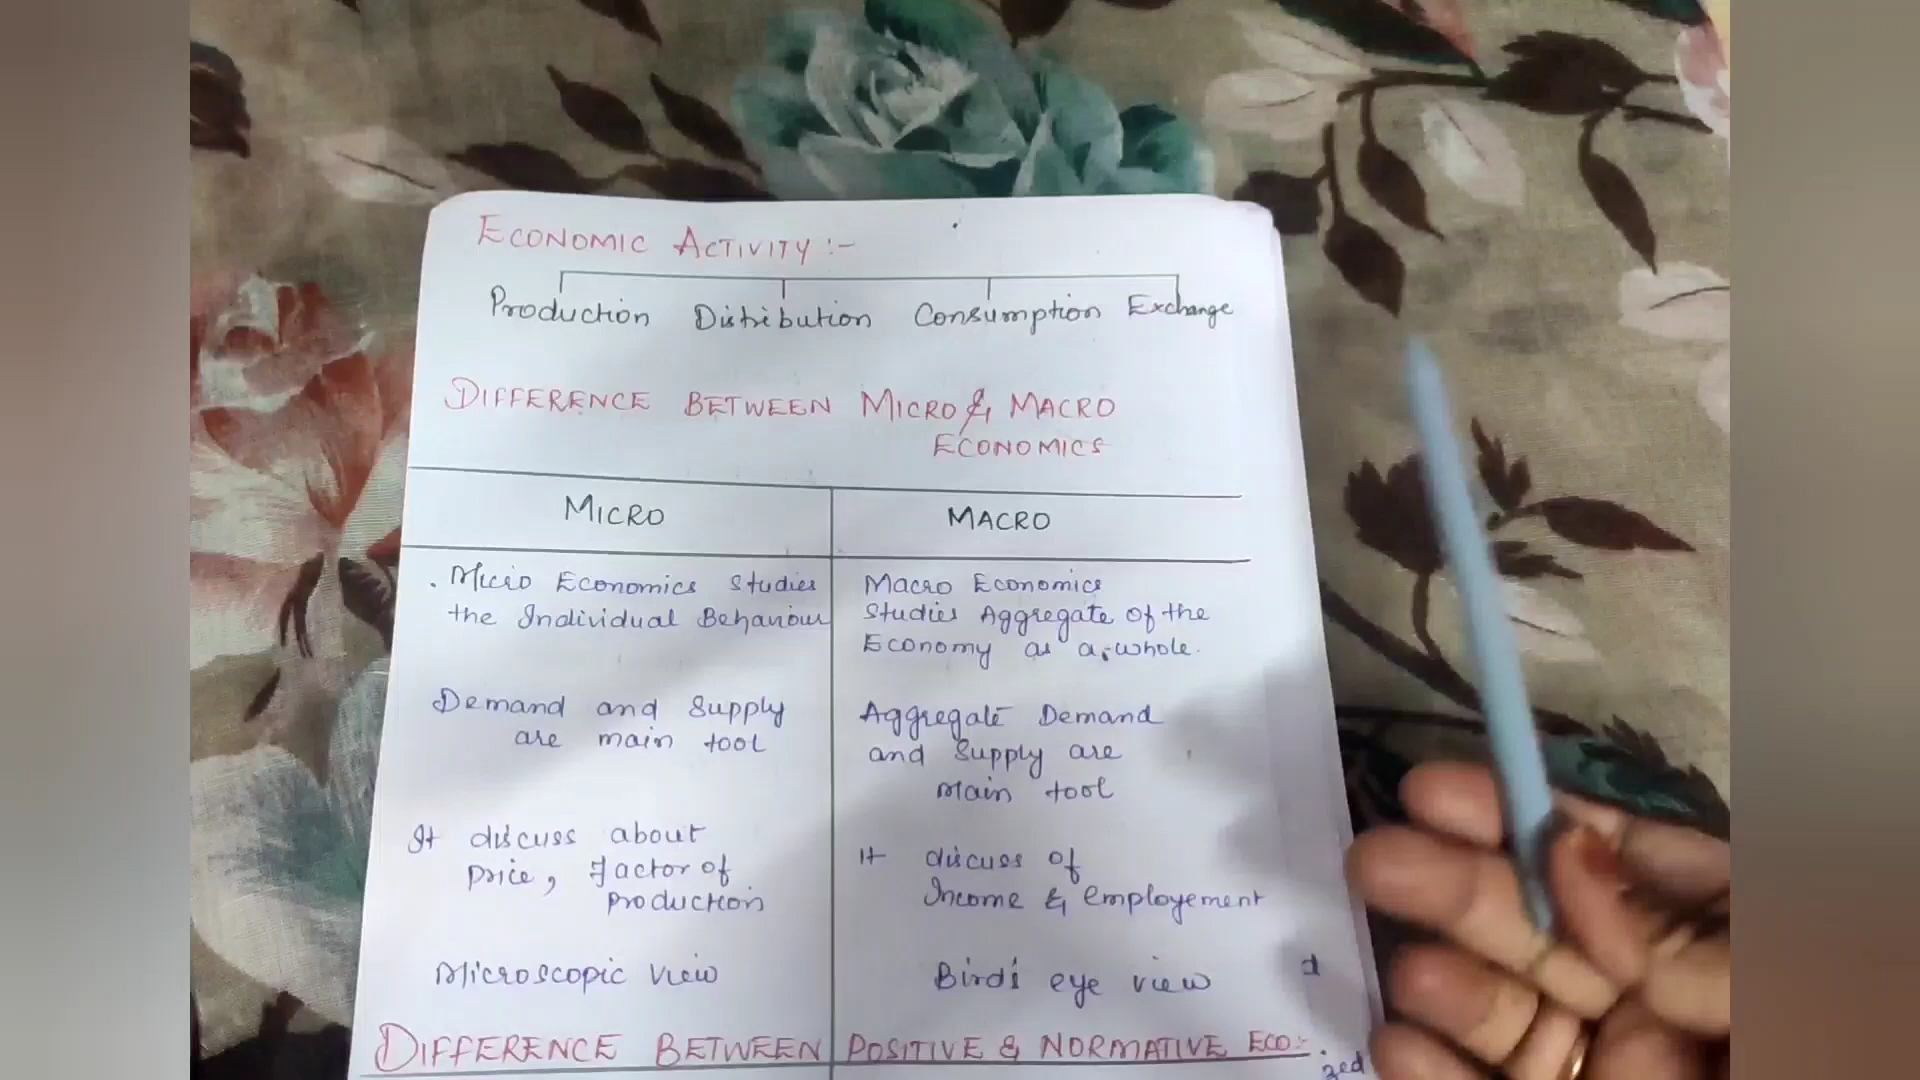 ECONOMIC ACTIVITY :-
Production Distribution Consumption Exchange
DIFFERENCE BETWEEN MICRO & MACRO
ECONOMICS
MICRO
MACRO
. Micro Economics studies
the Individual Behaviour
Macro Economics
studies Aggregate of the
Economy as a whole.
Demand and Supply
are main tool
Aggregate Demand
and Supply are
main tool
It discuss about
price, factor of
production
It discuss of
Income & employement
Microscopic view
Bird's eye view
DIFFERENCE BETWEEN POSITIVE & NORMATIVE ECO:-